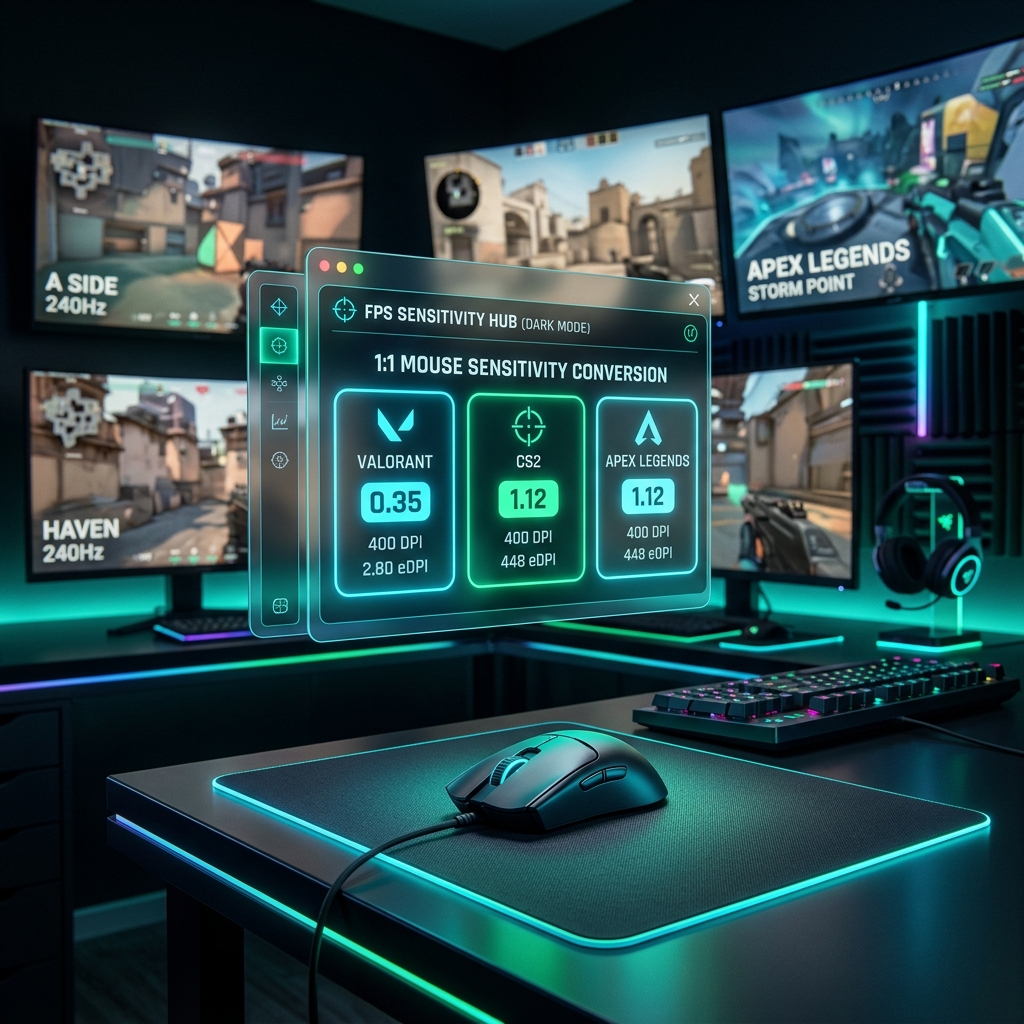 A SIDE
240Hz
APEX LEGENDS
STORM POINT
X
FPS SENSITIVITY HUB (DARK MODE)
1:1 MOUSE SENSITIVITY CONVERSION
VALORANT
0.35
400 DPI
2.80 eDPI
CS2
1.12
400 DPI
448 eDPI
APEX LEGENDS
1.12
400 DPI
448 eOPI
HAVEN
240Hz